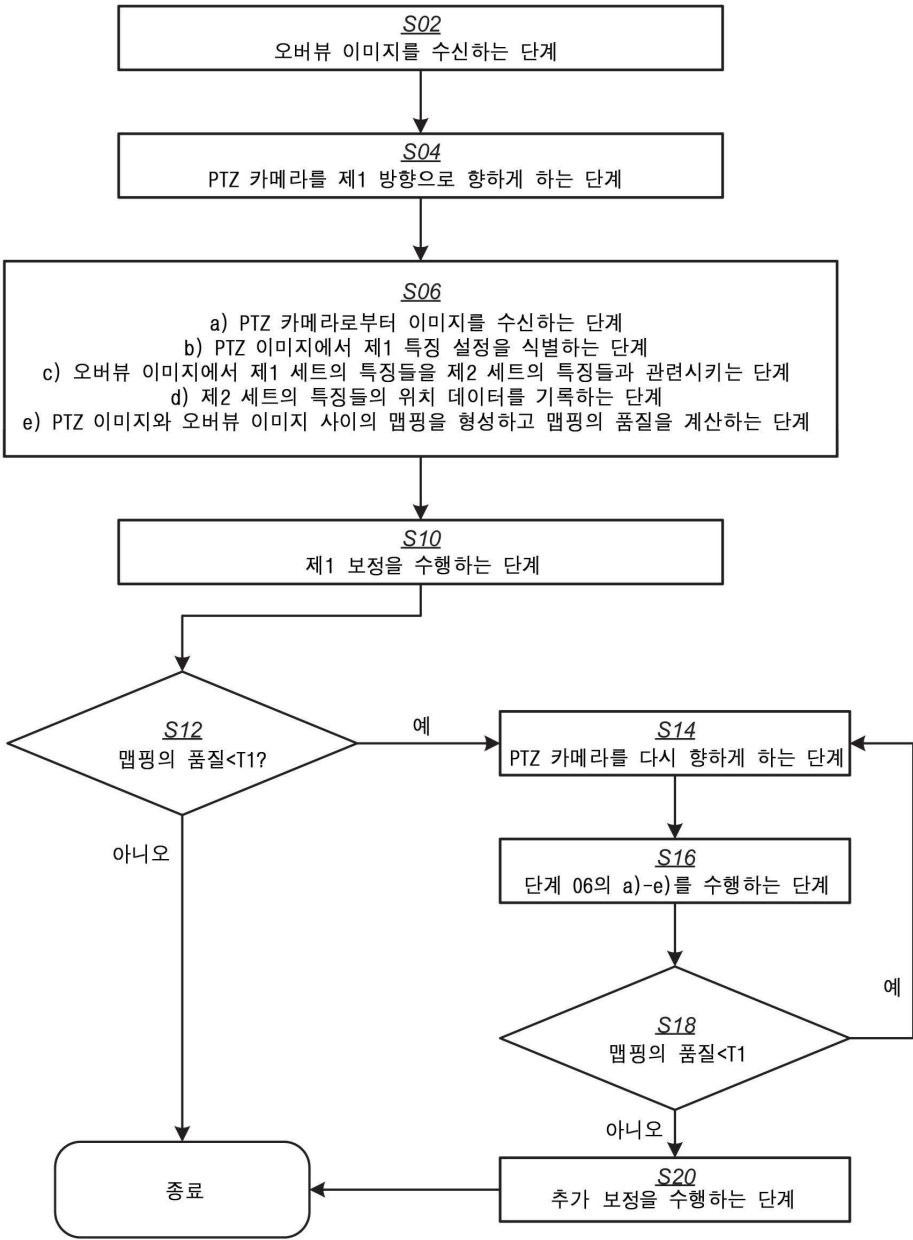 S02
오버뷰 이미지를 수신하는 단계
S04
PTZ 카메라를 제1 방향으로 향하게 하는 단계
S06
a) PTZ 카메라로부터 이미지를 수신하는 단계
b) PTZ 이미지에서 제1 특징 설정을 식별하는 단계
c) 오버뷰 이미지에서 제1 세트의 특징들을 제2 세트의 특징들과 관련시키는 단계
d) 제2 세트의 특징들의 위치 데이터를 기록하는 단계
e) PTZ 이미지와 오버뷰 이미지 사이의 맵핑을 형성하고 맵핑의 품질을 계산하는 단계
S10
제1 보정을 수행하는 단계
S12
맵핑의 품질<T1?
예
S14
PTZ 카메라를 다시 향하게 하는 단계
아니오
S16
단계 06의 a)-e)를 수행하는 단계
S18
맵핑의 품질<T1
예
아니오
S20
추가 보정을 수행하는 단계
종료